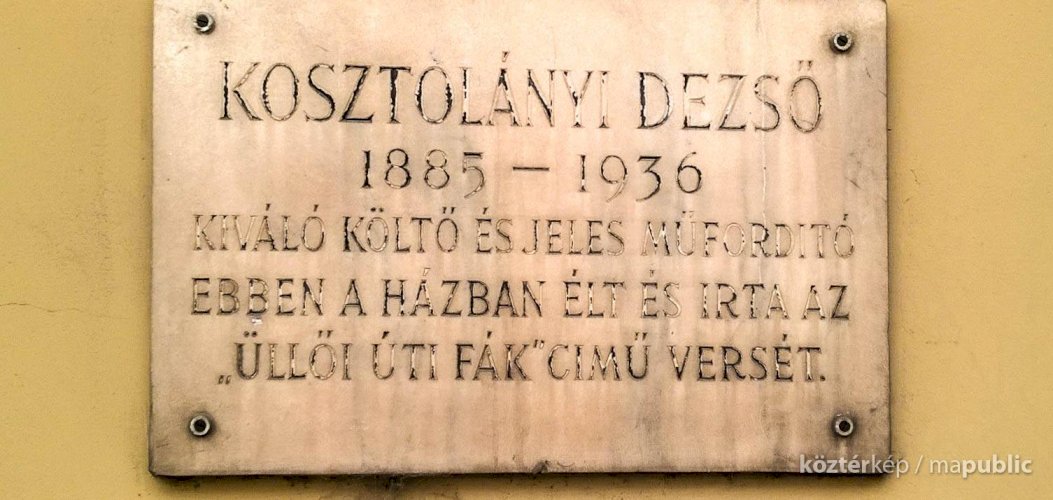 KOSZTOLÁNYI DEZSŐ
1885 – 1936
KIVÁLÓ KÖLTŐ ÉS JELES MŰFORDITÓ
EBBEN A HÁZBAN ÉLT ÉS IRTA AZ
„ÜLLŐI ÚTI FÁK” CIMŰ VERSÉT.
köztérkép / mapublic